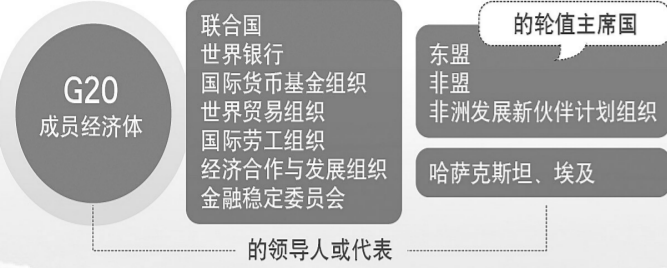 G20
成员经济体
联合国
世界银行
国际货币基金组织
世界贸易组织
国际劳工组织
经济合作与发展组织
金融稳定委员会
的轮值主席国
东盟
非盟
非洲发展新伙伴计划组织
哈萨克斯坦、埃及
的领导人或代表